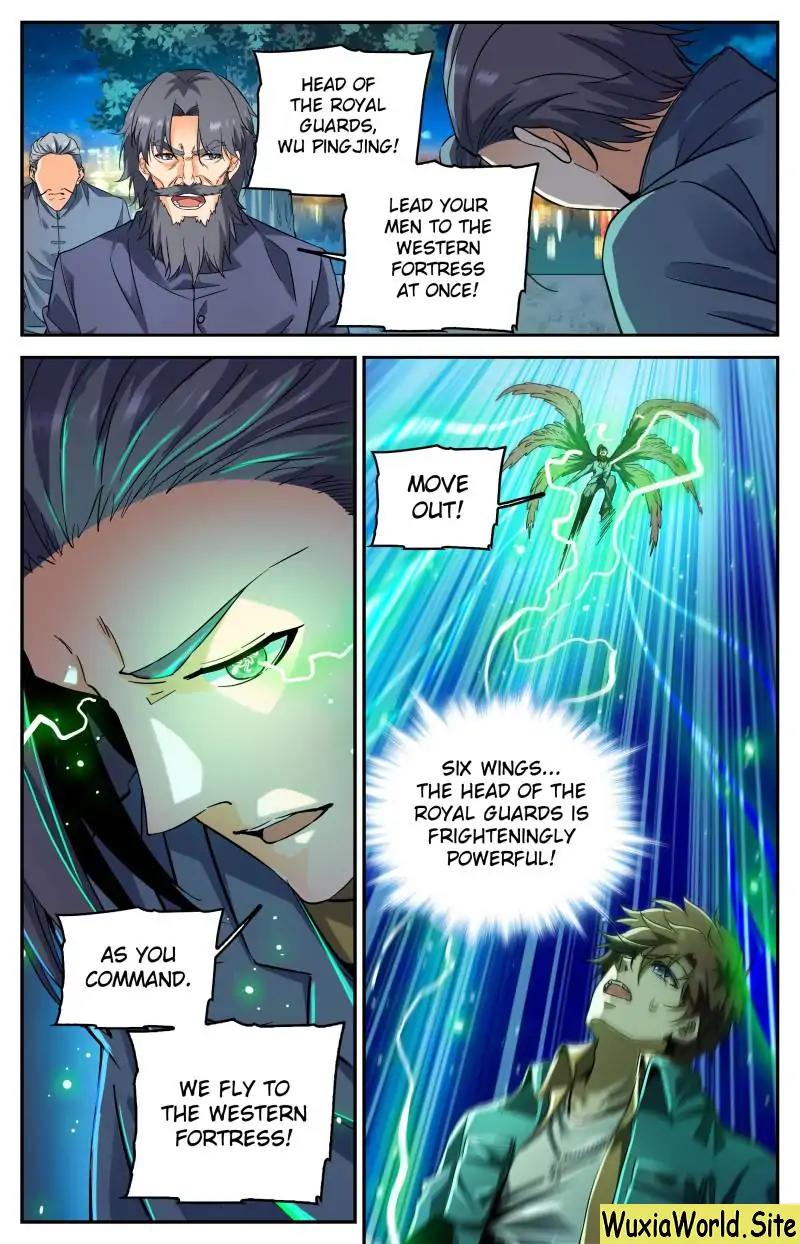 HEAD OF
THE ROYAL
GUARDS,
WU PINGJING!
LEAD YOUR
MEN TO THE
WESTERN
FORTRESS
AT ONCE!
AS YOU
COMMAND.
WE FLY TO
THE WESTERN
FORTRESS!
MOVE
OUT!
SIX WINGS...
THE HEAD OF THE
ROYAL GUARDS IS
FRIGHTENINGLY
POWERFUL!
WuxiaWorld.Site